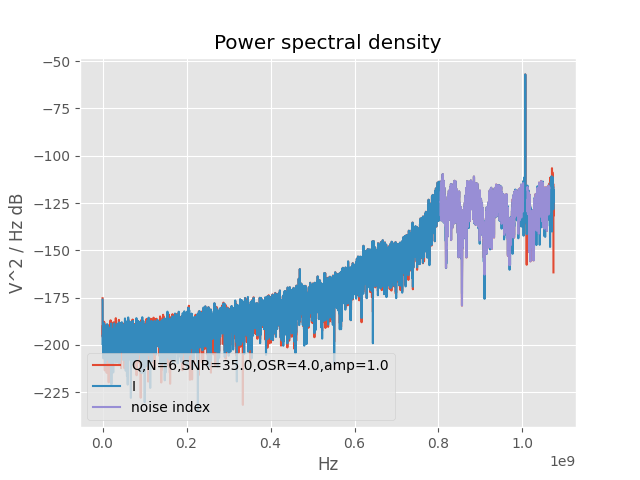 Power spectral density
V^2 / Hz dB
−50
−75
−100
−125
−150
−175
−200
−225
Q,N=6,SNR=35.0,OSR=4.0,amp=1.0
I
noise index
0.0 0.2 0.4 0.6 0.8 1.0
1e9
Hz